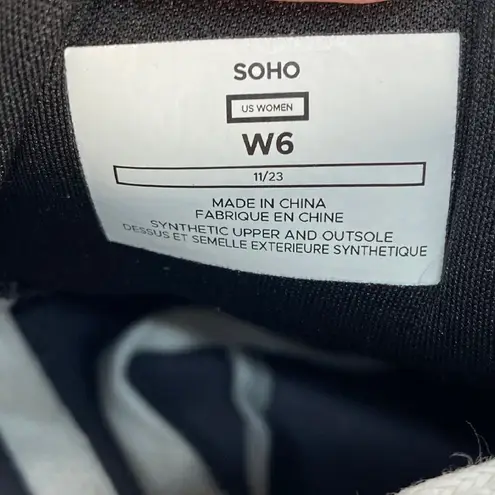 SOHO
US WOMEN
W6
11/23
MADE IN CHINA
FABRIQUE EN CHINE
SYNTHETIC UPPER AND OUTSOLE
DESSUS ET SEMELLE EXTERIEURE SYNTHETIQUE